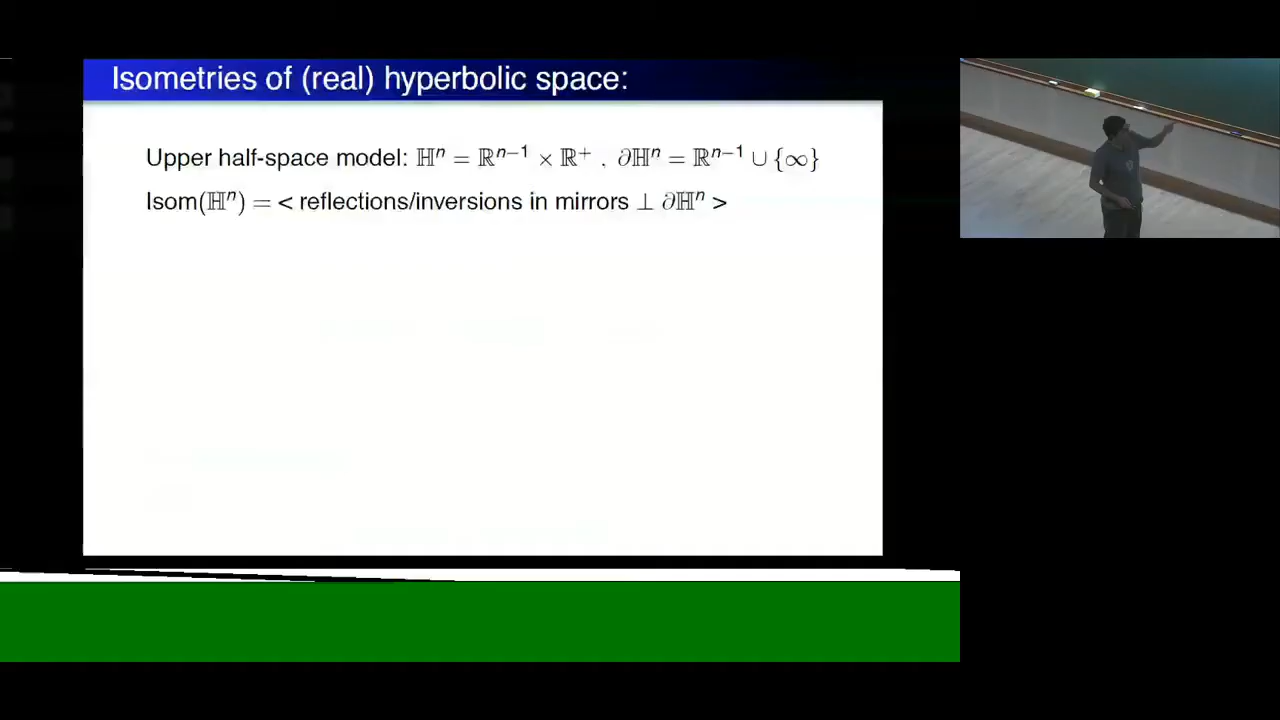 Isometries of (real) hyperbolic space:
Upper half-space model: ℍⁿ = ℝⁿ⁻¹ × ℝ⁺ , ∂ℍⁿ = ℝⁿ⁻¹ ∪ {∞}
Isom(ℍⁿ) = < reflections/inversions in mirrors ⊥ ∂ℍⁿ >